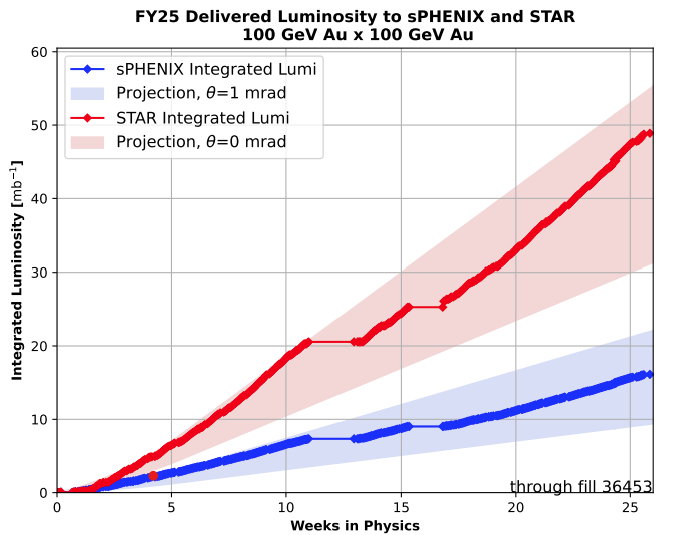 FY25 Delivered Luminosity to sPHENIX and STAR
100 GeV Au x 100 GeV Au
sPHENIX Integrated Lumi
Projection, θ=1 mrad
STAR Integrated Lumi
Projection, θ=0 mrad
Integrated Luminosity [mb⁻¹]
60
50
40
30
20
10
0
through fill 36453
0 5 10 15 20 25
Weeks in Physics